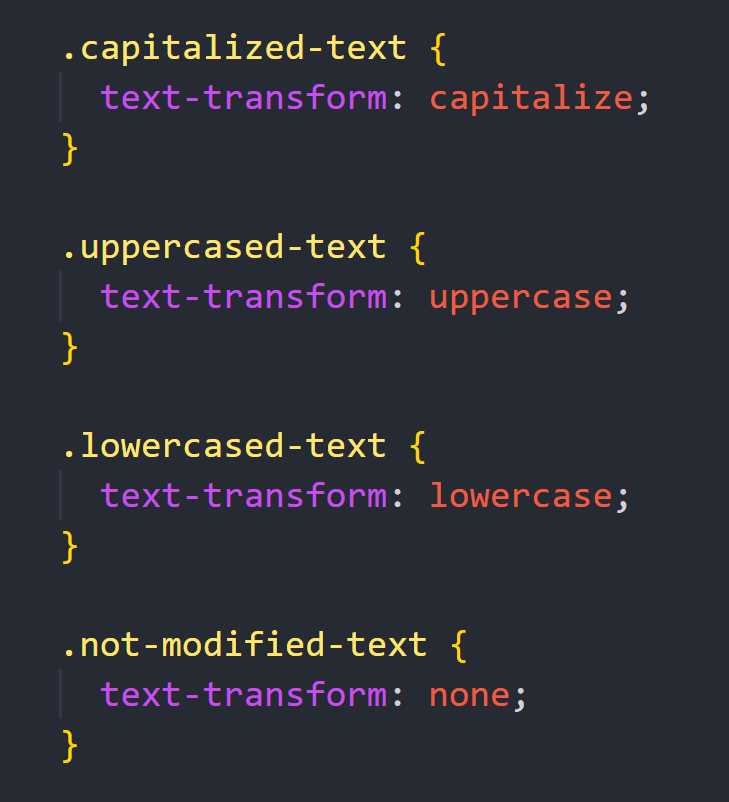 .capitalized-text {
  text-transform: capitalize;
}

.uppercased-text {
  text-transform: uppercase;
}

.lowercased-text {
  text-transform: lowercase;
}

.not-modified-text {
  text-transform: none;
}